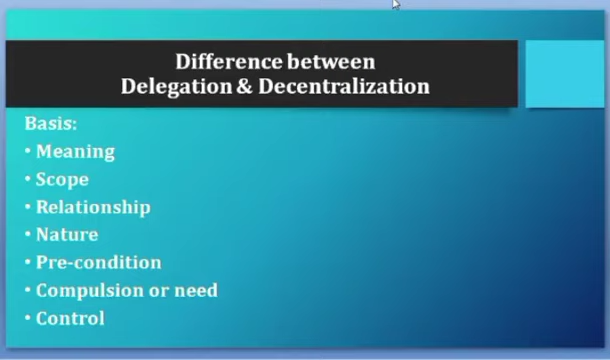 Difference between
Delegation & Decentralization
Basis:
• Meaning
• Scope
• Relationship
• Nature
• Pre-condition
• Compulsion or need
• Control